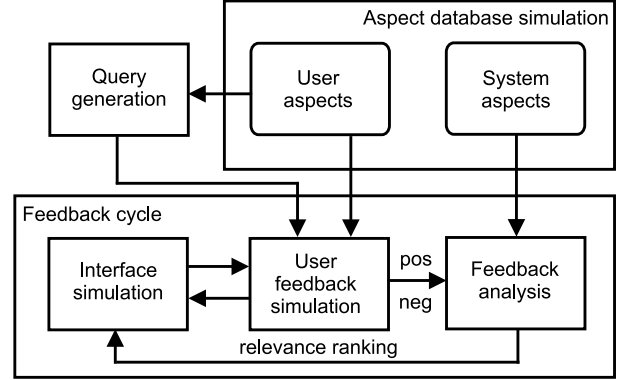 Aspect database simulation
Query
generation
User
aspects
System
aspects
Feedback cycle
Interface
simulation
User
feedback
simulation
pos
neg
Feedback
analysis
relevance ranking